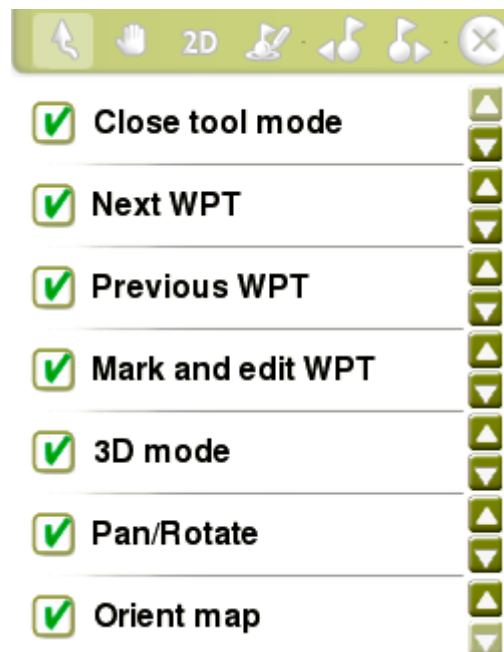 2D
Close tool mode
Next WPT
Previous WPT
Mark and edit WPT
3D mode
Pan/Rotate
Orient map